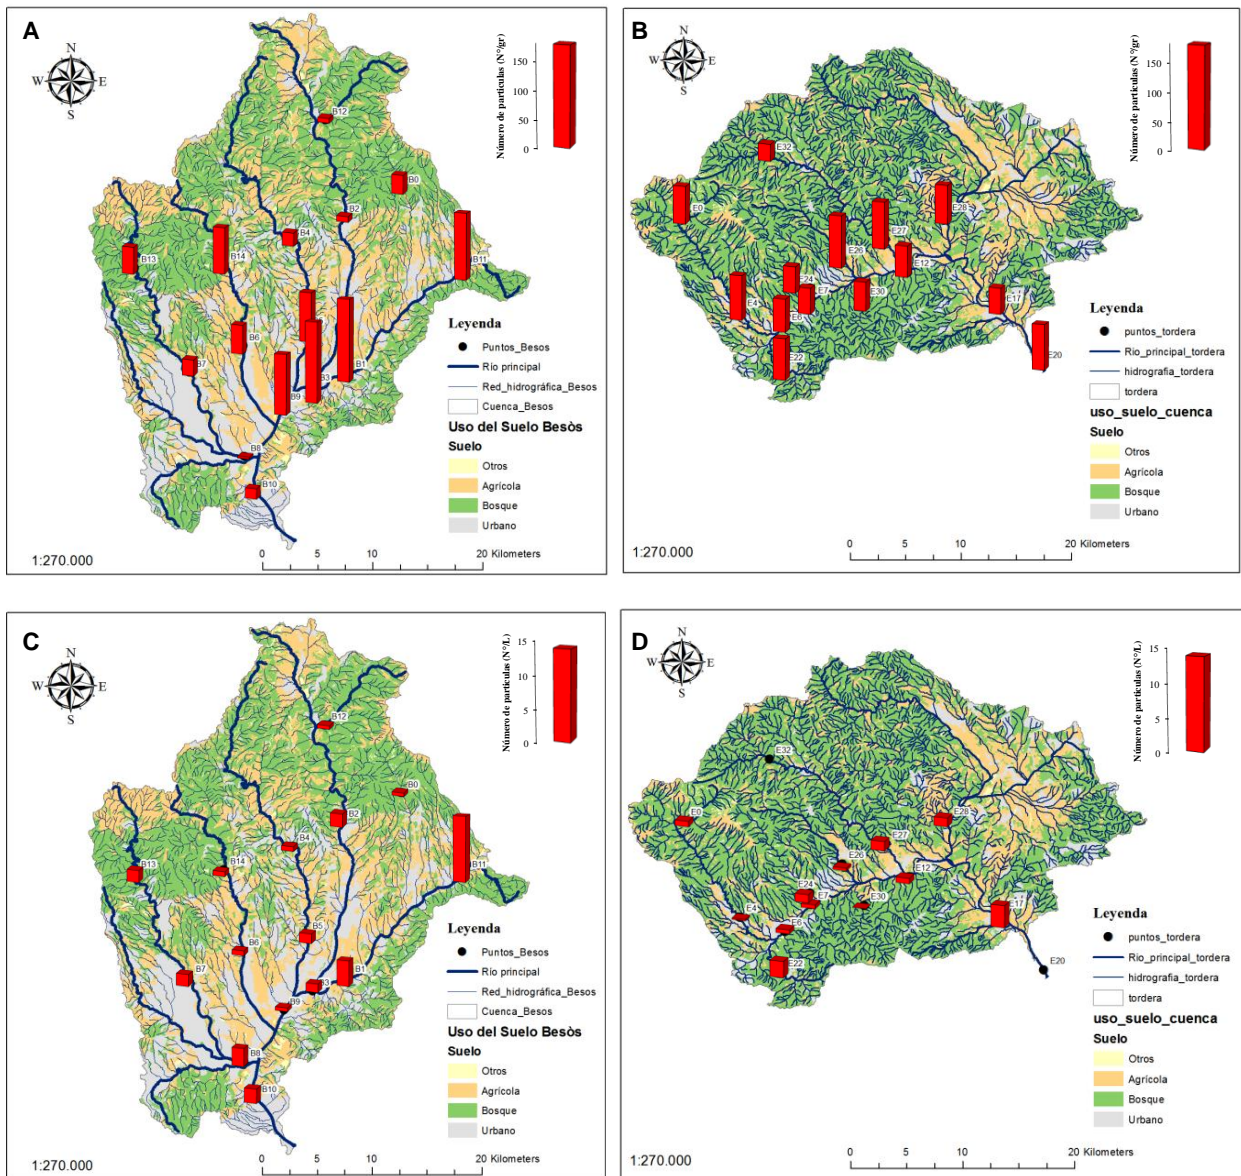 A
N
W
E
S
Número de partículas (N°/gr)
150
100
50
0
B12
B0
B2
B4
B11
B13
B14
B6
B7
B1
B3
B9
B8
B10
Leyenda
Puntos_Besos
Río principal
Red_hidrográfica_Besos
Cuenca_Besos
Uso del Suelo Besòs
Suelo
Otros
Agrícola
Bosque
Urbano
1:270.000
0
5
10
20 Kilometers
B
N
W
E
S
Número de partículas (N°/gr)
150
100
50
0
E32
E0
E28
E27
E26
E12
E24
E7
E30
E4
E6
E17
E22
E20
Leyenda
puntos_tordera
Rio_principal_tordera
hidrografia_tordera
tordera
uso_suelo_cuenca
Suelo
Otros
Agrícola
Bosque
Urbano
1:270.000
0
5
10
20 Kilometers
C
N
W
E
S
Número de partículas (N°/L)
15
10
5
0
B12
B0
B2
B4
B11
B13
B14
B5
B6
B7
B1
B3
B9
B8
B10
Leyenda
Puntos_Besos
Río principal
Red_hidrográfica_Besos
Cuenca_Besos
Uso del Suelo Besòs
Suelo
Otros
Agrícola
Bosque
Urbano
1:270.000
0
5
10
20 Kilometers
D
N
W
E
S
Número de partículas (N°/L)
15
10
5
0
E32
E0
E28
E27
E26
E12
E24
E7
E30
E4
E6
E17
E22
E20
Leyenda
puntos_tordera
Rio_principal_tordera
hidrografia_tordera
tordera
uso_suelo_cuenca
Suelo
Otros
Agrícola
Bosque
Urbano
1:270.000
0
5
10
20 Kilometers